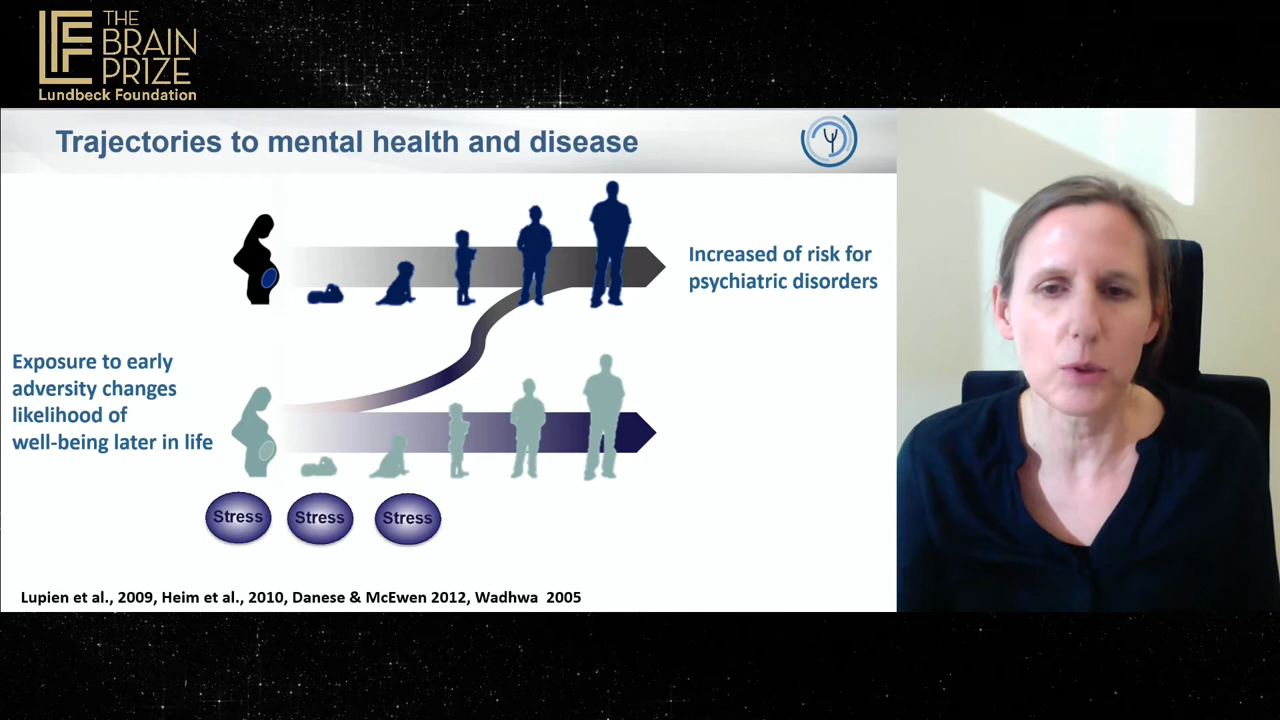 THE
BRAIN
PRIZE
Lundbeck Foundation
Trajectories to mental health and disease
Increased of risk for
psychiatric disorders
Exposure to early
adversity changes
likelihood of
well-being later in life
Stress Stress Stress
Lupien et al., 2009, Heim et al., 2010, Danese & McEwen 2012, Wadhwa 2005